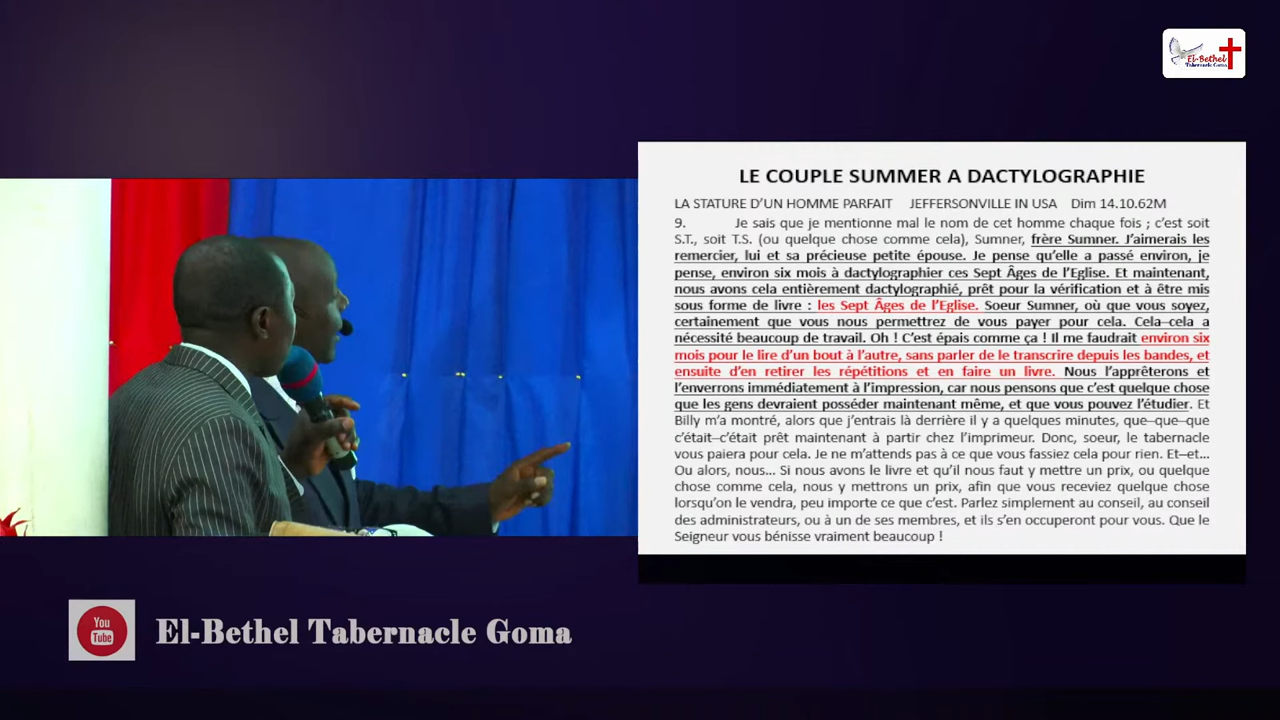 El-Bethel
Tabernacle Goma
LE COUPLE SUMMER A DACTYLOGRAPHIE
LA STATURE D’UN HOMME PARFAIT JEFFERSONVILLE IN USA Dim 14.10.62M
9. Je sais que je mentionne mal le nom de cet homme chaque fois ; c’est soit
S.T., soit T.S. (ou quelque chose comme cela), Sumner, frère Sumner. J’aimerais les
remercier, lui et sa précieuse petite épouse. Je pense qu’elle a passé environ, je
pense, environ six mois à dactylographier ces Sept Âges de l’Eglise. Et maintenant,
nous avons cela entièrement dactylographié, prêt pour la vérification et à être mis
sous forme de livre : les Sept Âges de l’Eglise. Soeur Sumner, où que vous soyez,
certainement que vous nous permettrez de vous payer pour cela. Cela–cela a
nécessité beaucoup de travail. Oh ! C’est épais comme ça ! Il me faudrait environ six
mois pour le lire d’un bout à l’autre, sans parler de le transcrire depuis les bandes, et
ensuite d’en retirer les répétitions et en faire un livre. Nous l’apprêterons et
l’enverrons immédiatement à l’impression, car nous pensons que c’est quelque chose
que les gens devraient posséder maintenant même, et que vous pouvez l’étudier. Et
Billy m’a montré, alors que j’entrais là derrière il y a quelques minutes, que–que–que
c’était–c’était prêt maintenant à partir chez l’imprimeur. Donc, soeur, le tabernacle
vous paiera pour cela. Je ne m’attends pas à ce que vous fassiez cela pour rien. Et–et…
Ou alors, nous… Si nous avons le livre et qu’il nous faut y mettre un prix, ou quelque
chose comme cela, nous y mettrons un prix, afin que vous receviez quelque chose
lorsqu’on le vendra, peu importe ce que c’est. Parlez simplement au conseil, au conseil
des administrateurs, ou à un de ses membres, et ils s’en occuperont pour vous. Que le
Seigneur vous bénisse vraiment beaucoup !
You
Tube
El-Bethel Tabernacle Goma